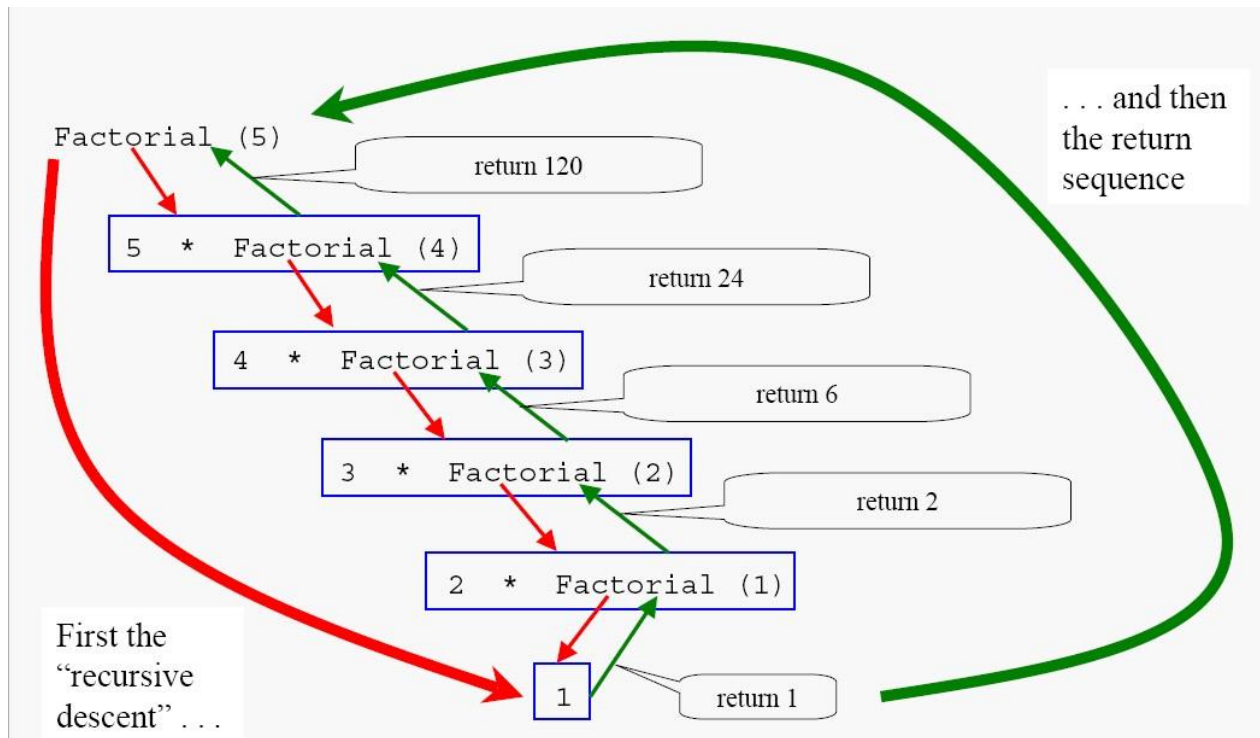 . . . and then
the return
sequence
Factorial (5)
return 120
5 * Factorial (4)
return 24
4 * Factorial (3)
return 6
3 * Factorial (2)
return 2
2 * Factorial (1)
First the
“recursive
descent” . . .
1
return 1